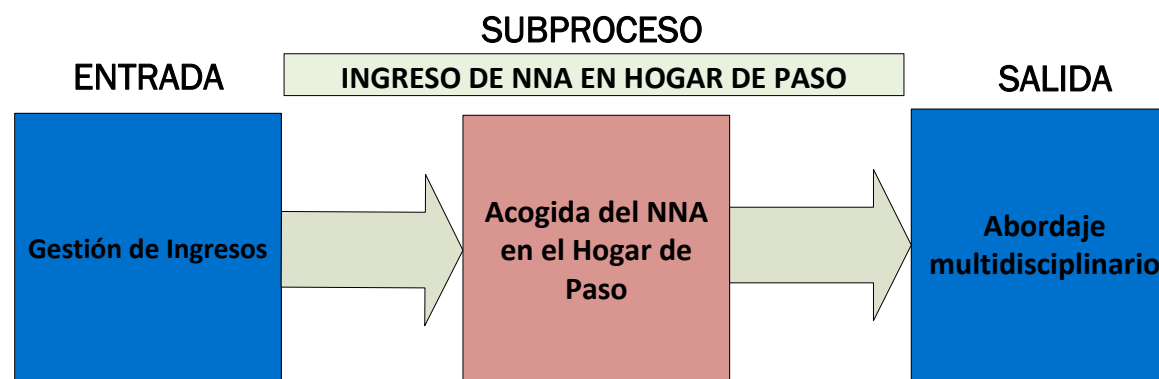 SUBPROCESO
ENTRADA
INGRESO DE NNA EN HOGAR DE PASO
SALIDA
Gestión de Ingresos
Acogida del NNA
en el Hogar de
Paso
Abordaje
multidisciplinario